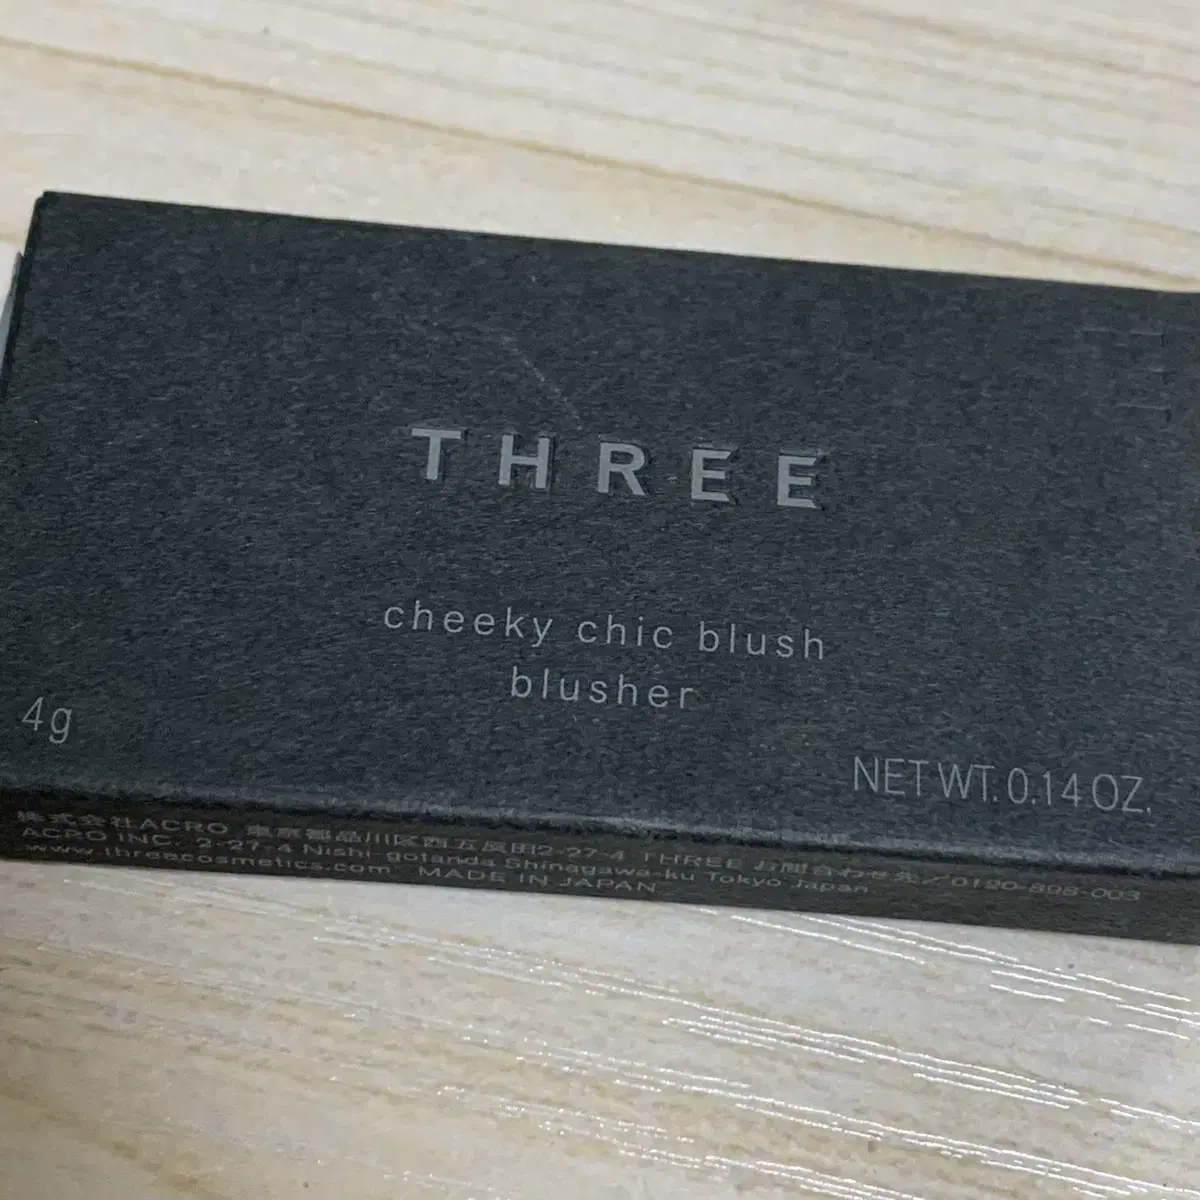 THREE
cheeky chic blush
blusher
4g
NET WT. 0.14 OZ.
株式会社ACRO 東京都品川区西五反田2-27-4 THREE お問合わせ先/0120-898-003
ACRO INC. 2-27-4 Nishi-gotanda Shinagawa-ku Tokyo Japan
www.threecosmetics.com MADE IN JAPAN